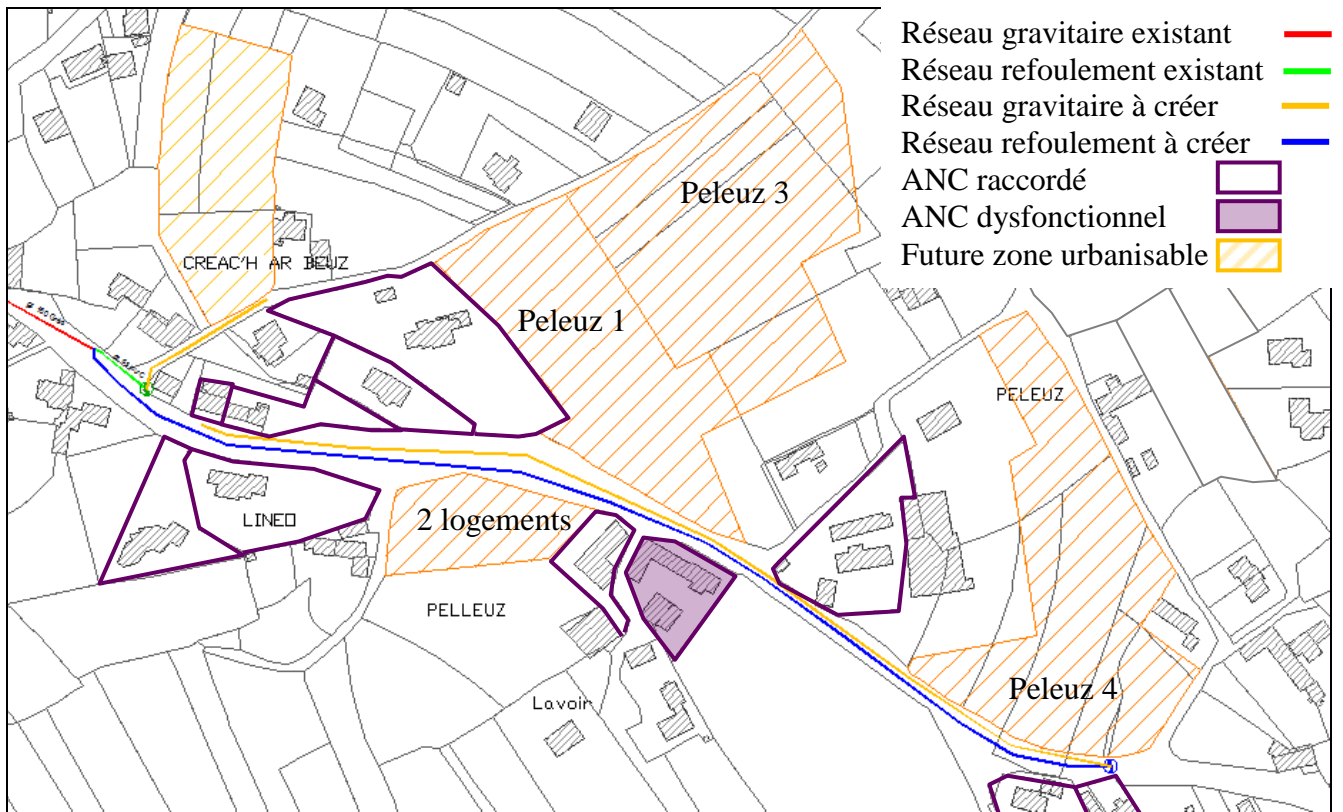 Réseau gravitaire existant
Réseau refoulement existant
Réseau gravitaire à créer
Réseau refoulement à créer
ANC raccordé
ANC dysfonctionnel
Future zone urbanisable
Peleuz 3
CREAC'H AR BEUZ
Peleuz 1
PELEUZ
2 logements
LINEO
PELLEUZ
Peleuz 4
Lavoir